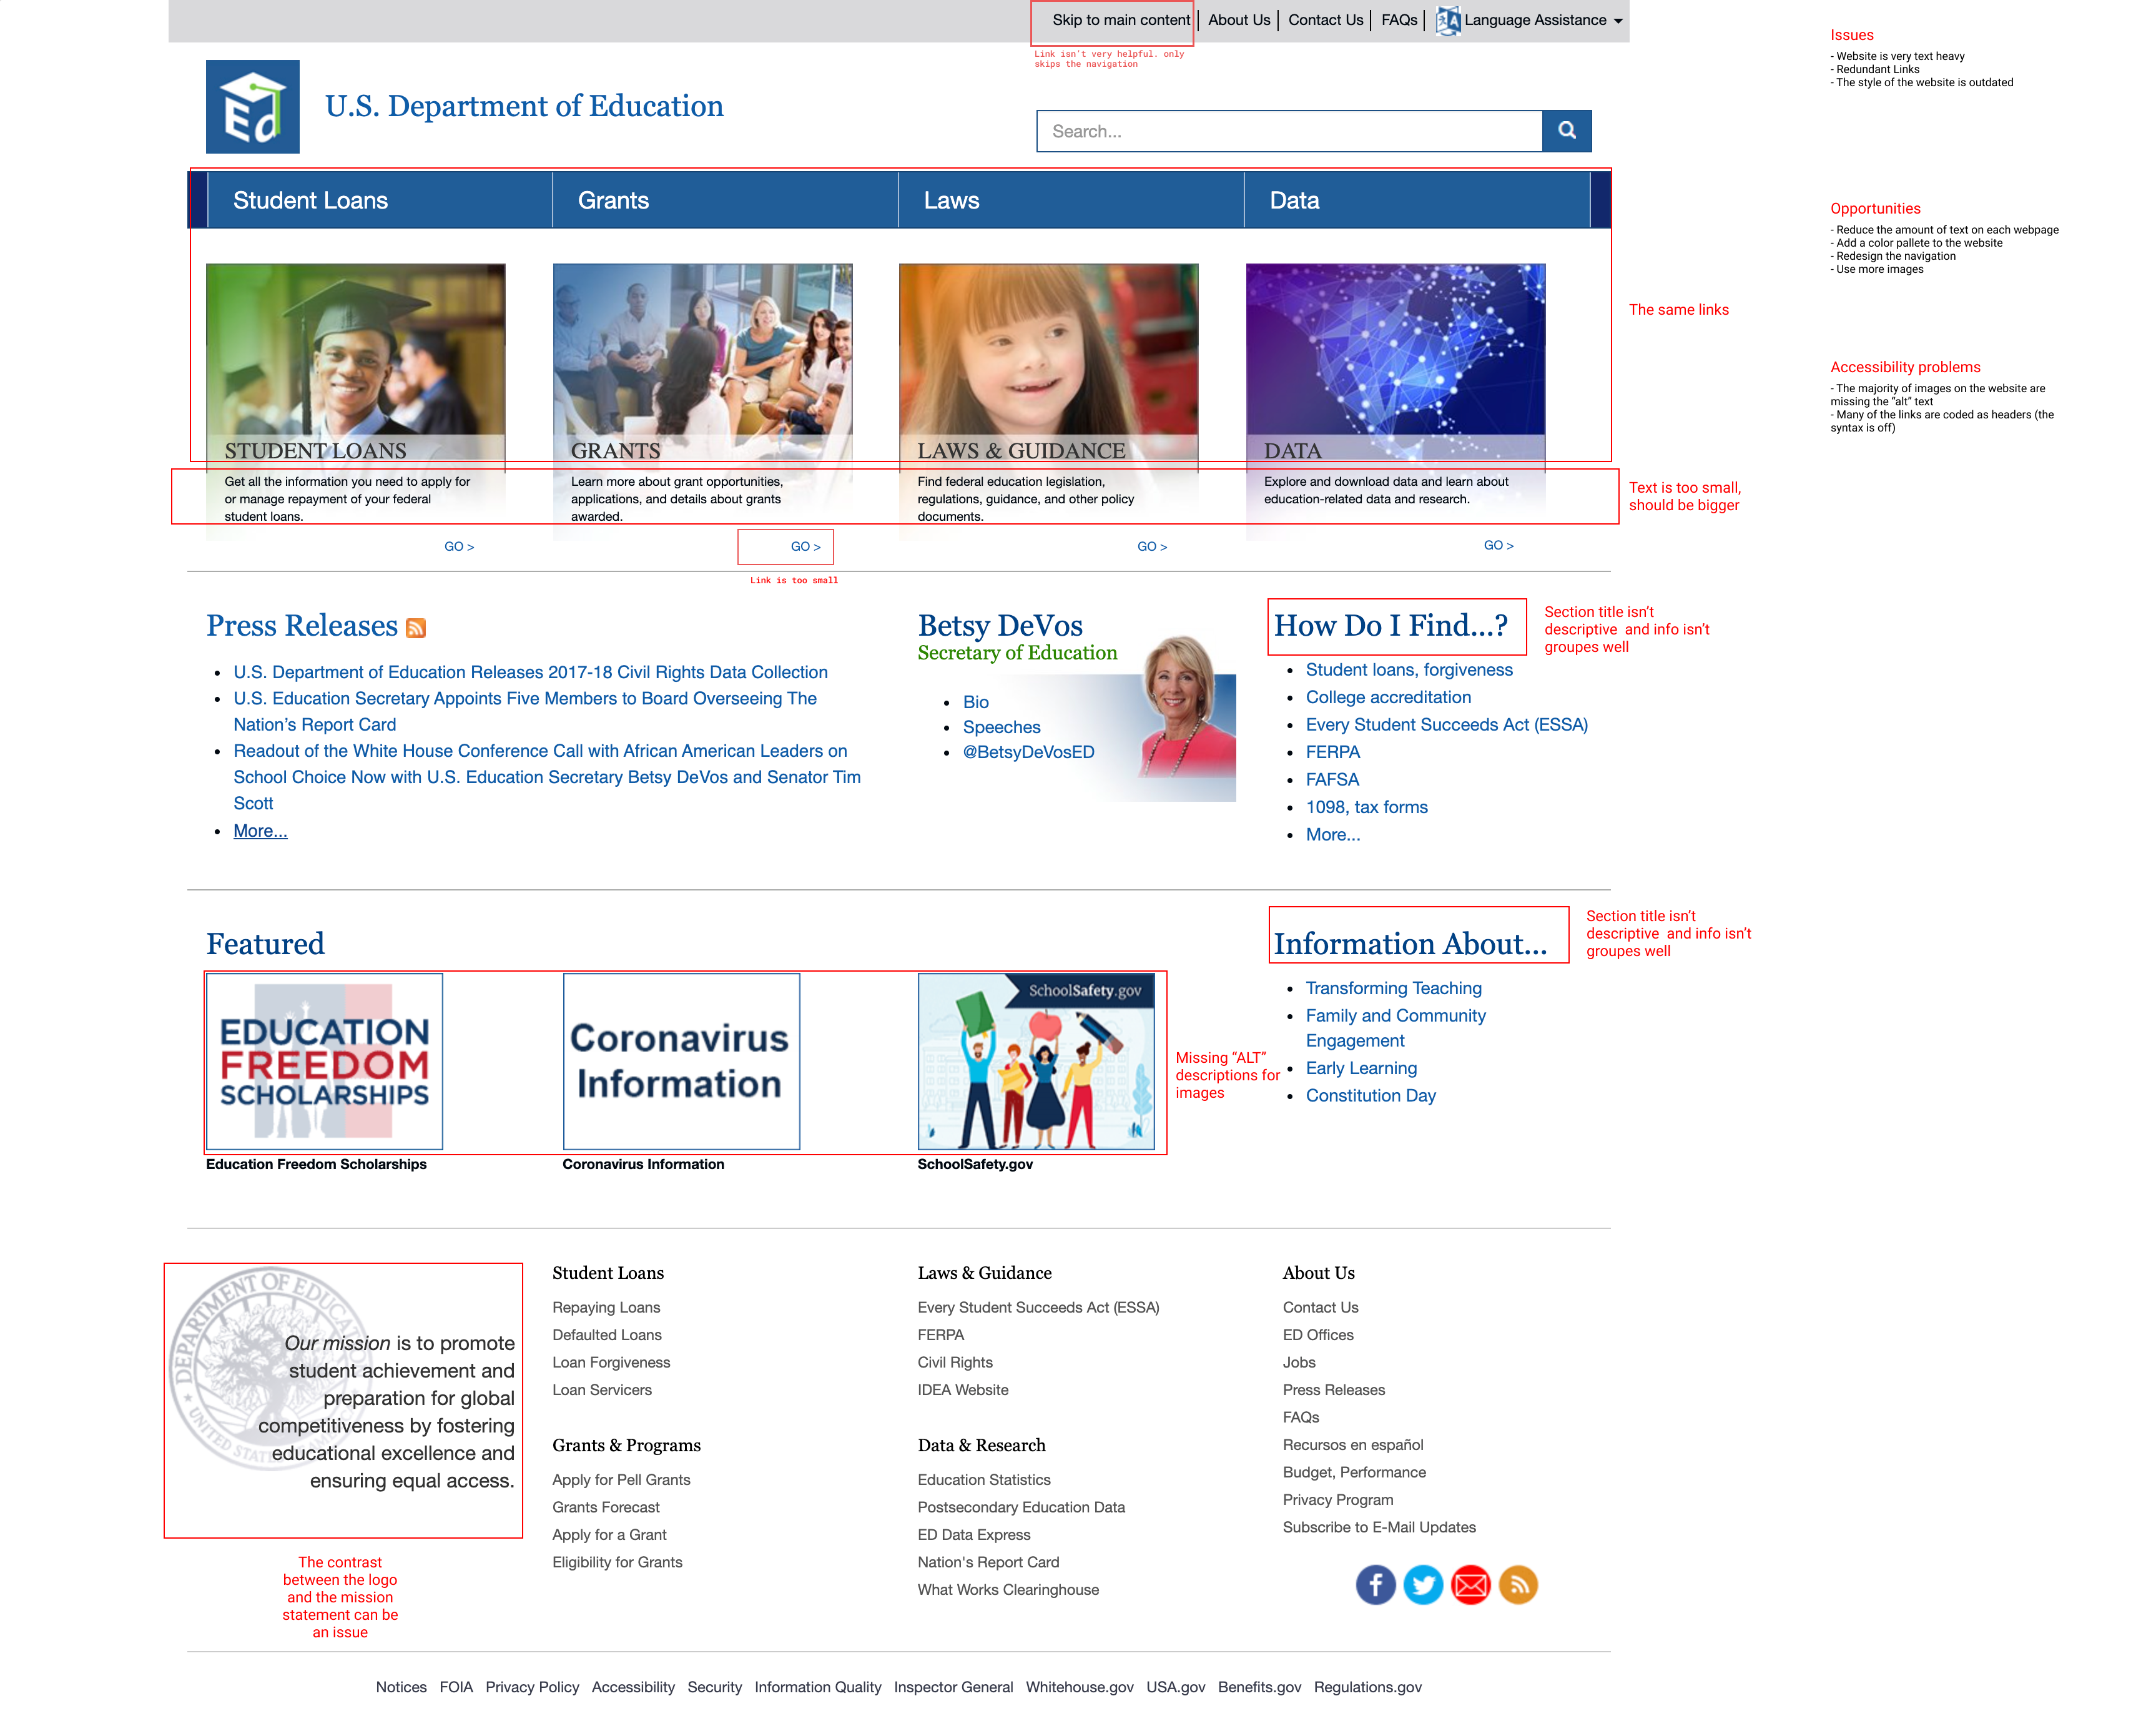 Skip to main content
About Us
Contact Us
FAQs
Language Assistance
Link isn't very helpful. only
skips the navigation
Ed
U.S. Department of Education
Search...
Student Loans
Grants
Laws
Data
STUDENT LOANS
Get all the information you need to apply for
or manage repayment of your federal
student loans.
GO >
GRANTS
Learn more about grant opportunities,
applications, and details about grants
awarded.
GO >
Link is too small
LAWS & GUIDANCE
Find federal education legislation,
regulations, guidance, and other policy
documents.
GO >
DATA
Explore and download data and learn about
education-related data and research.
GO >
The same links
Text is too small,
should be bigger
Issues
- Website is very text heavy
- Redundant Links
- The style of the website is outdated
Opportunities
- Reduce the amount of text on each webpage
- Add a color pallete to the website
- Redesign the navigation
- Use more images
Accessibility problems
- The majority of images on the website are
missing the “alt” text
- Many of the links are coded as headers (the
syntax is off)
Press Releases
U.S. Department of Education Releases 2017-18 Civil Rights Data Collection
U.S. Education Secretary Appoints Five Members to Board Overseeing The
Nation’s Report Card
Readout of the White House Conference Call with African American Leaders on
School Choice Now with U.S. Education Secretary Betsy DeVos and Senator Tim
Scott
More...
Betsy DeVos
Secretary of Education
Bio
Speeches
@BetsyDeVosED
How Do I Find...?
Student loans, forgiveness
College accreditation
Every Student Succeeds Act (ESSA)
FERPA
FAFSA
1098, tax forms
More...
Section title isn’t
descriptive and info isn’t
groupes well
Featured
EDUCATION
FREEDOM
SCHOLARSHIPS
Education Freedom Scholarships
Coronavirus
Information
Coronavirus Information
SchoolSafety.gov
SchoolSafety.gov
Missing “ALT”
descriptions for
images
Information About...
Transforming Teaching
Family and Community
Engagement
Early Learning
Constitution Day
Section title isn’t
descriptive and info isn’t
groupes well
DEPARTMENT OF EDUCATION
UNITED STATES OF AMERICA
Our mission is to promote
student achievement and
preparation for global
competitiveness by fostering
educational excellence and
ensuring equal access.
The contrast
between the logo
and the mission
statement can be
an issue
Student Loans
Repaying Loans
Defaulted Loans
Loan Forgiveness
Loan Servicers
Grants & Programs
Apply for Pell Grants
Grants Forecast
Apply for a Grant
Eligibility for Grants
Laws & Guidance
Every Student Succeeds Act (ESSA)
FERPA
Civil Rights
IDEA Website
Data & Research
Education Statistics
Postsecondary Education Data
ED Data Express
Nation's Report Card
What Works Clearinghouse
About Us
Contact Us
ED Offices
Jobs
Press Releases
FAQs
Recursos en español
Budget, Performance
Privacy Program
Subscribe to E-Mail Updates
Notices FOIA Privacy Policy Accessibility Security Information Quality Inspector General Whitehouse.gov USA.gov Benefits.gov Regulations.gov